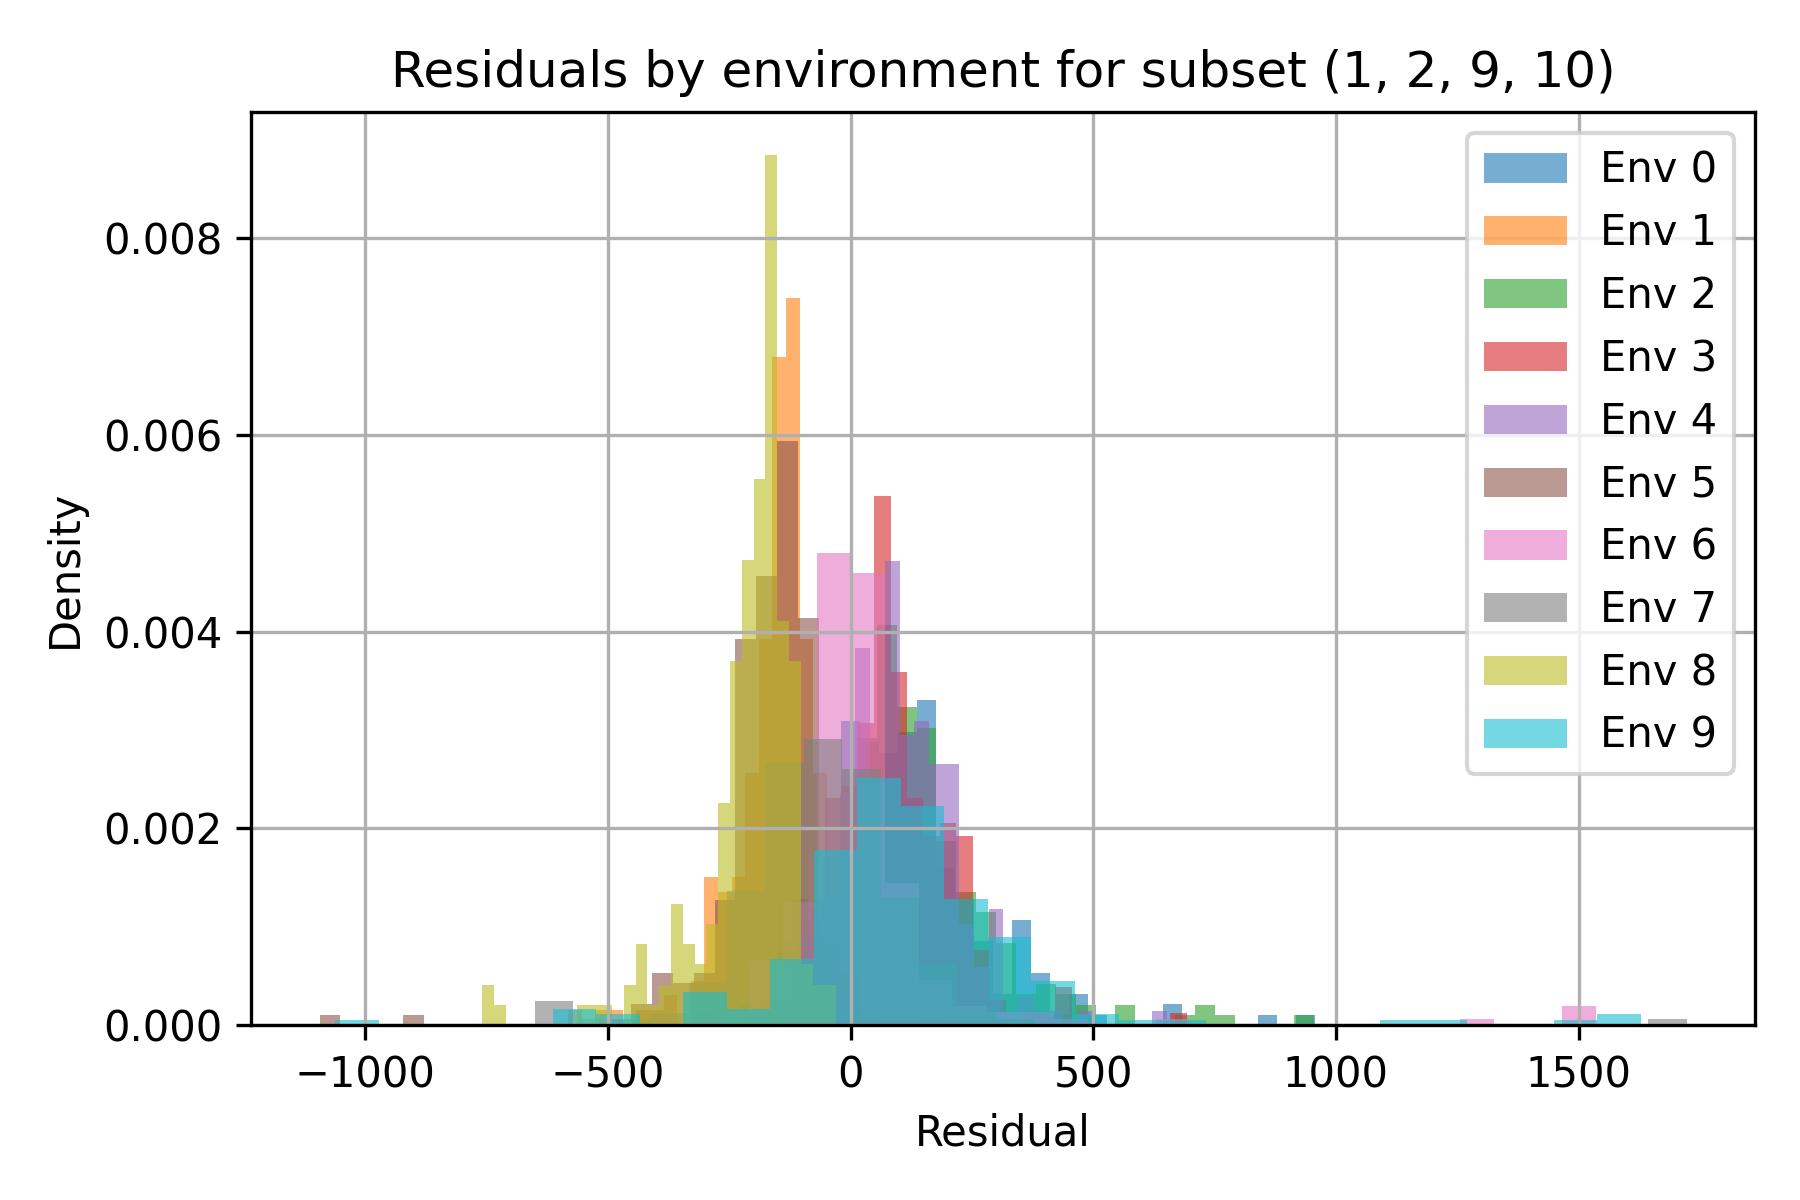 Residuals by environment for subset (1, 2, 9, 10)
Env 0
Env 1
Env 2
Env 3
Env 4
Env 5
Env 6
Env 7
Env 8
Env 9
Density
0.008
0.006
0.004
0.002
0.000
−1000
−500
0
500
1000
1500
Residual